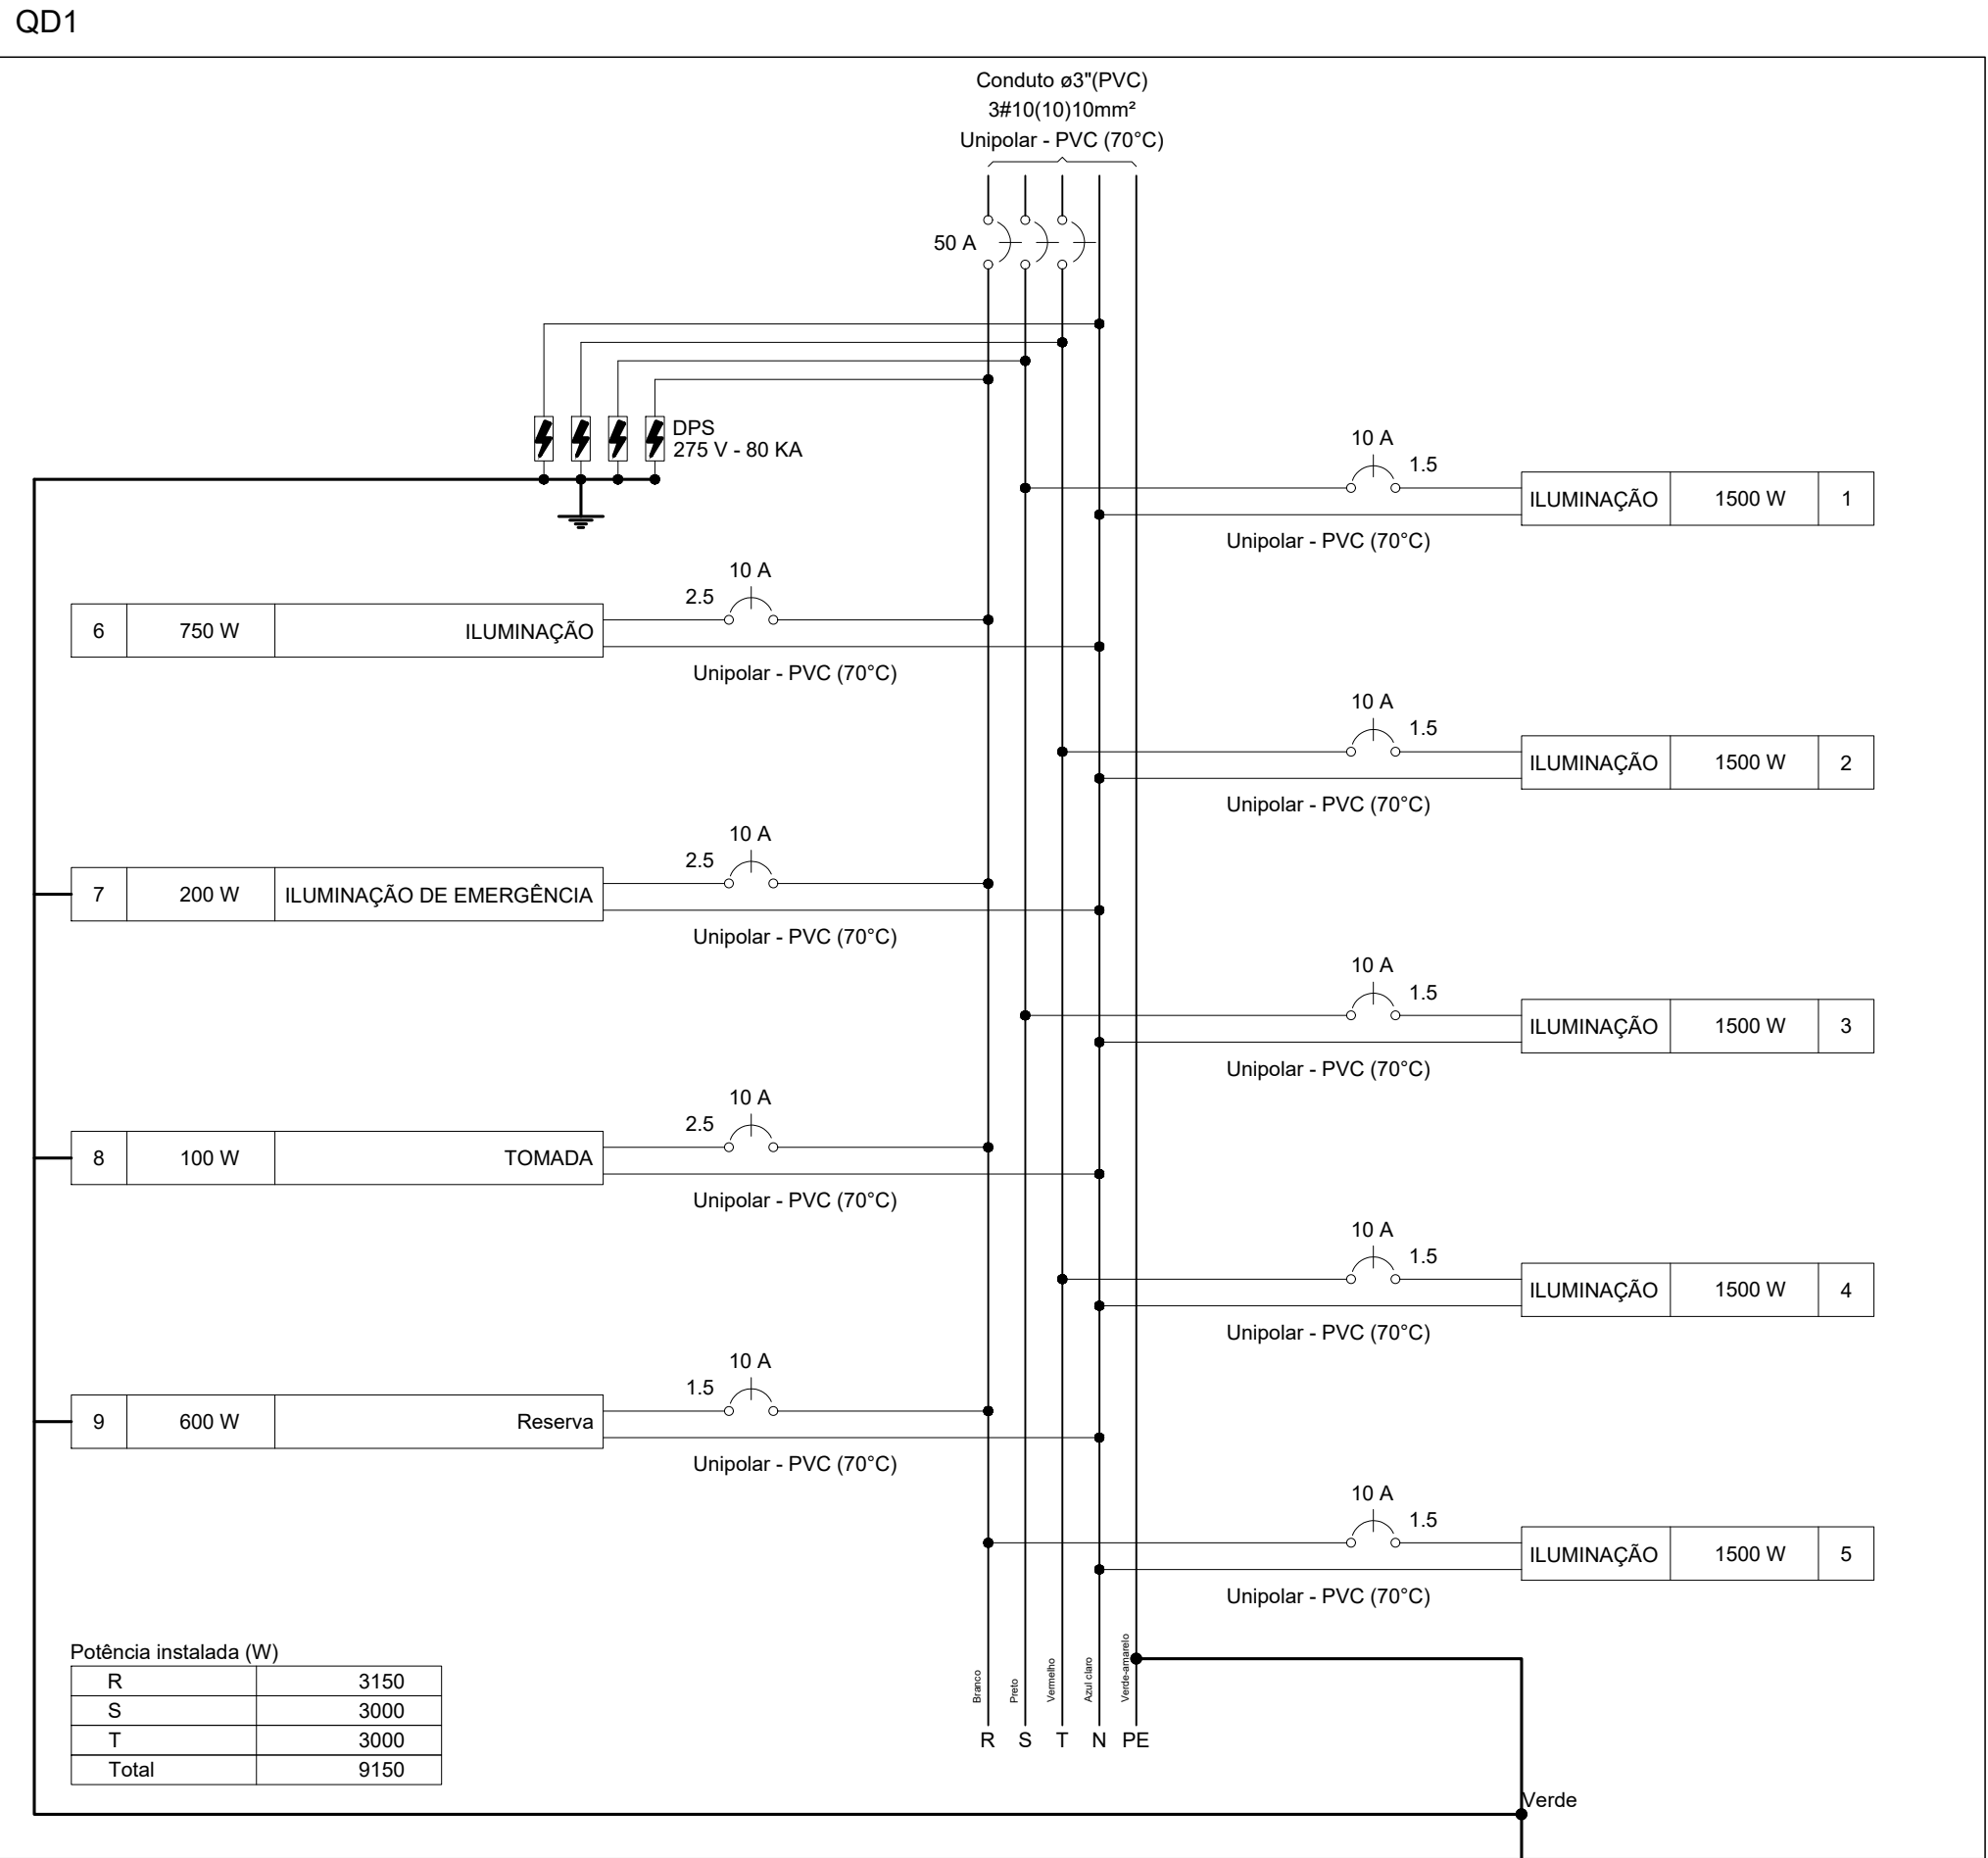 QD1
Conduto ø3"(PVC)
3#10(10)10mm²
Unipolar - PVC (70°C)
50 A
DPS
275 V - 80 KA
10 A
1.5
ILUMINAÇÃO 1500 W 1
Unipolar - PVC (70°C)
10 A
2.5
6 750 W ILUMINAÇÃO
Unipolar - PVC (70°C)
10 A
1.5
ILUMINAÇÃO 1500 W 2
Unipolar - PVC (70°C)
10 A
2.5
7 200 W ILUMINAÇÃO DE EMERGÊNCIA
Unipolar - PVC (70°C)
10 A
1.5
ILUMINAÇÃO 1500 W 3
Unipolar - PVC (70°C)
10 A
2.5
8 100 W TOMADA
Unipolar - PVC (70°C)
10 A
1.5
ILUMINAÇÃO 1500 W 4
Unipolar - PVC (70°C)
10 A
1.5
9 600 W Reserva
Unipolar - PVC (70°C)
10 A
1.5
ILUMINAÇÃO 1500 W 5
Unipolar - PVC (70°C)
Potência instalada (W)
R 3150
S 3000
T 3000
Total 9150
Branco
Preto
Vermelho
Azul claro
Verde-amarelo
R S T N PE
Verde